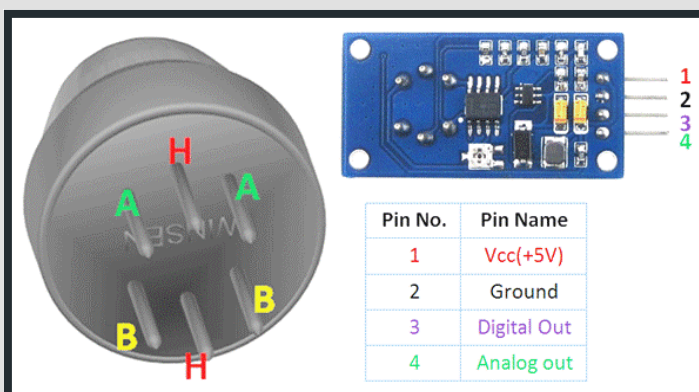 H
A
A
WINSEN
B
B
H
1
2
3
4
Pin No. Pin Name
1 Vcc(+5V)
2 Ground
3 Digital Out
4 Analog out